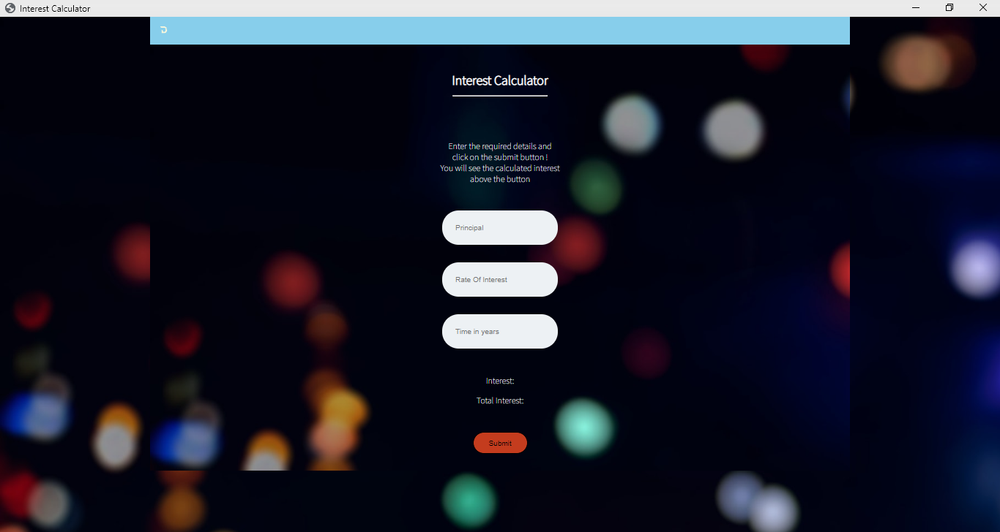 Interest Calculator
Interest Calculator
Enter the required details and
click on the submit button !
You will see the calculated interest
above the button
Principal
Rate Of Interest
Time in years
Interest:
Total Interest:
Submit